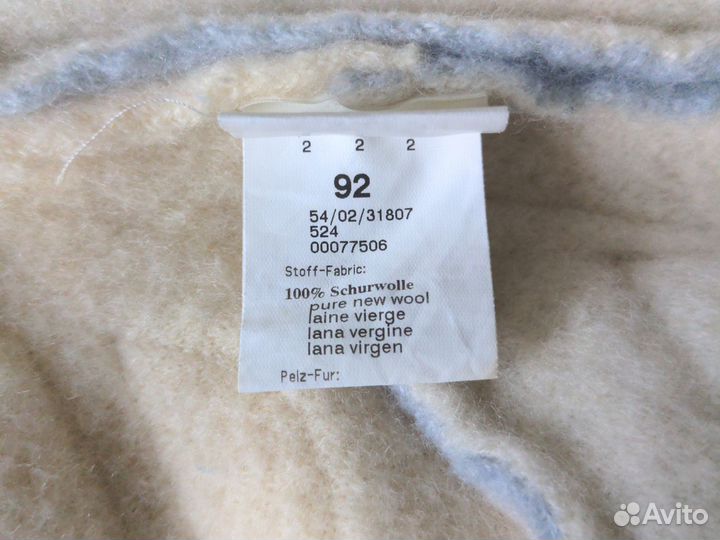 2 2 2
92
54/02/31807
524
00077506
Stoff-Fabric:
100% Schurwolle
pure new wool
laine vierge
lana vergine
lana virgen
Pelz-Fur:
Avito